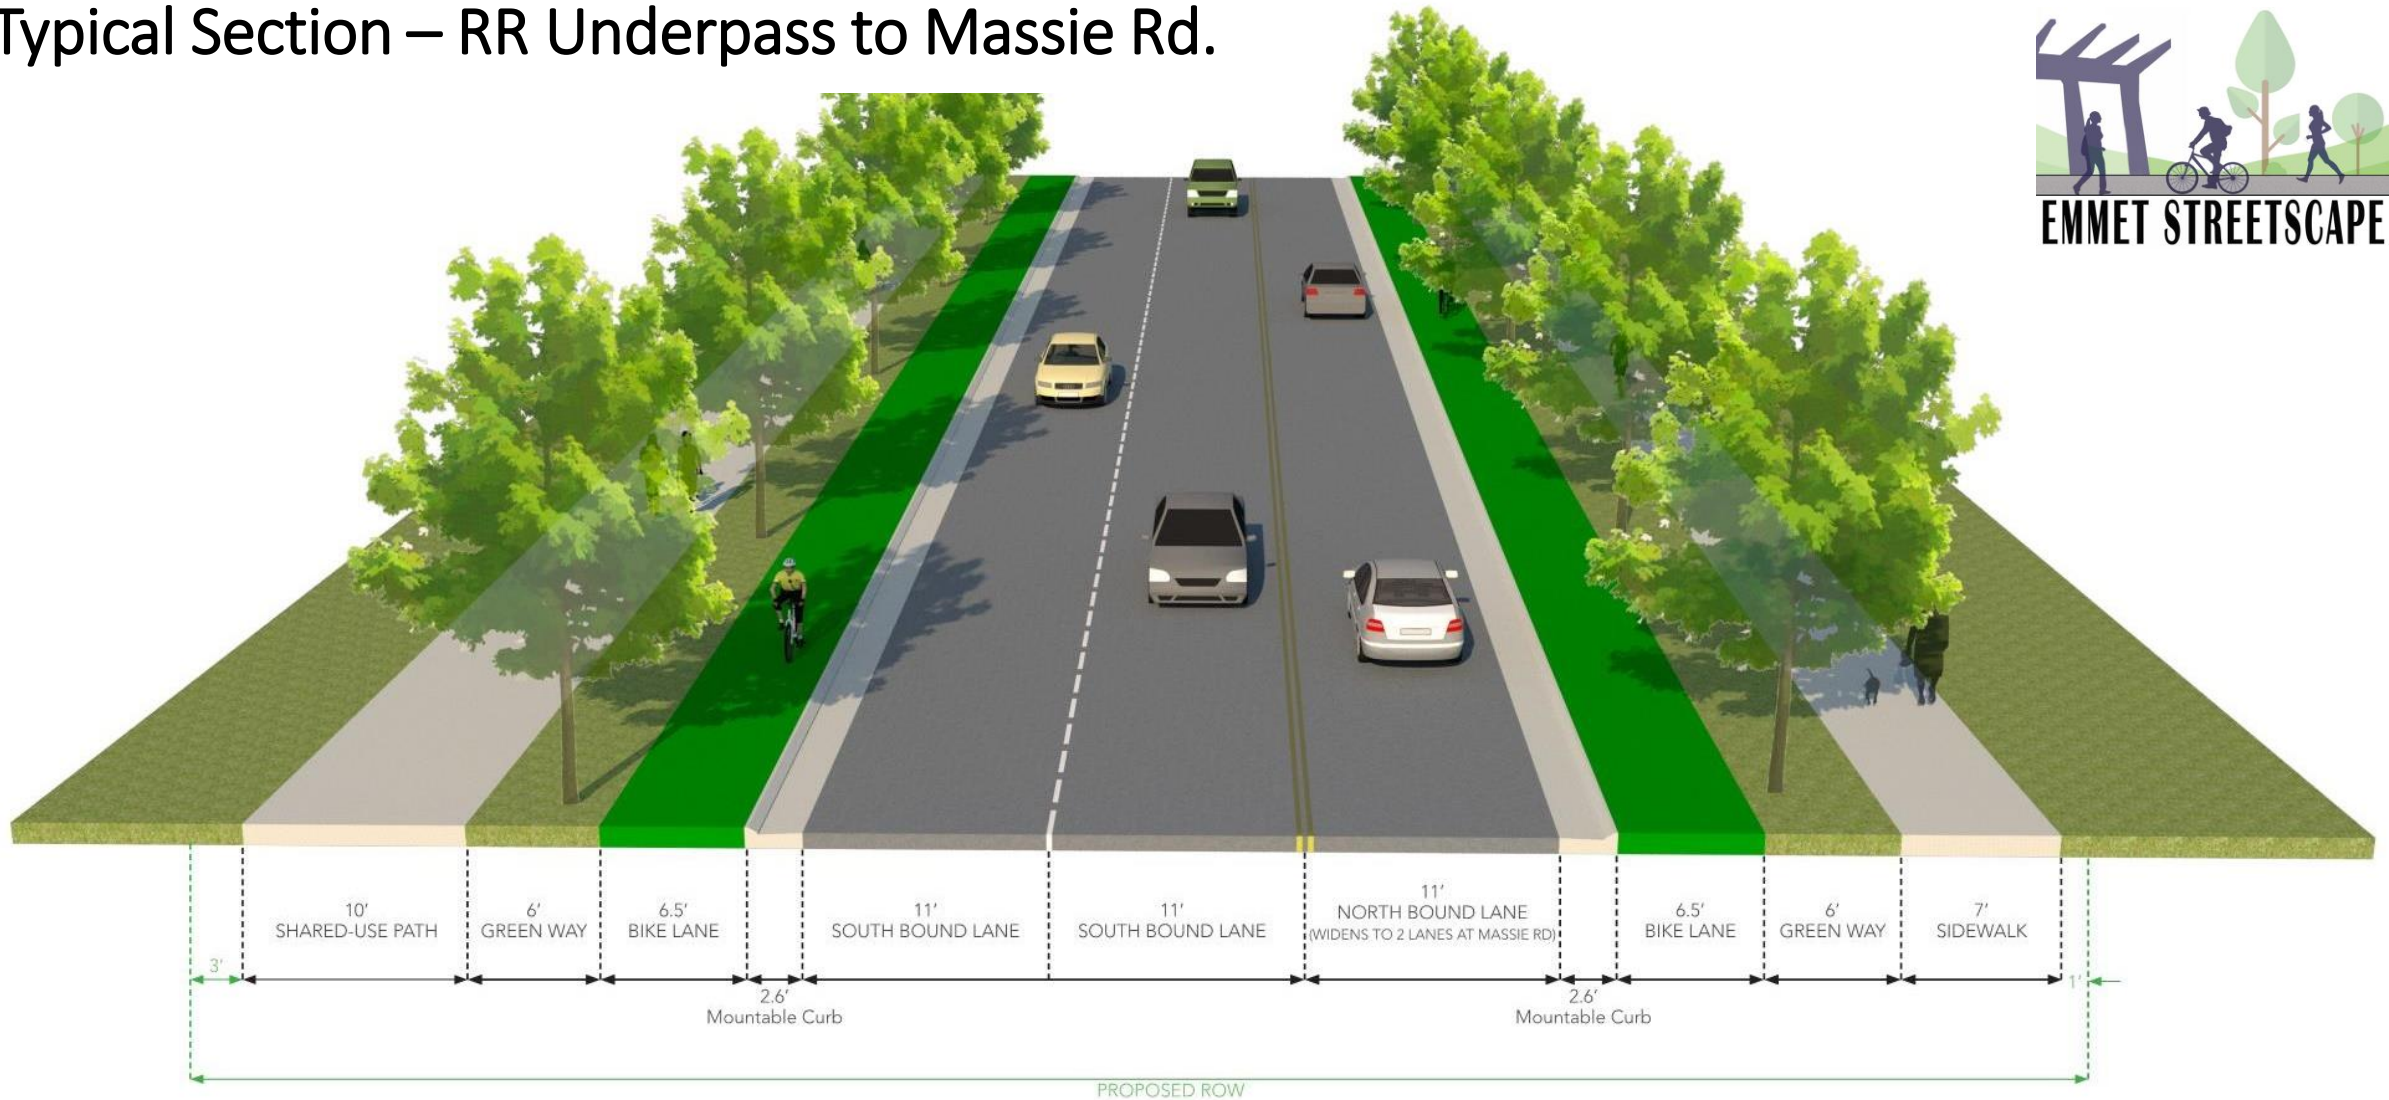 Typical Section – RR Underpass to Massie Rd.
EMMET STREETSCAPE
10'
SHARED-USE PATH
6'
GREEN WAY
6.5'
BIKE LANE
11'
SOUTH BOUND LANE
11'
SOUTH BOUND LANE
11'
NORTH BOUND LANE
(WIDENS TO 2 LANES AT MASSIE RD)
6.5'
BIKE LANE
6'
GREEN WAY
7'
SIDEWALK
3'
1'
2.6'
Mountable Curb
2.6'
Mountable Curb
PROPOSED ROW